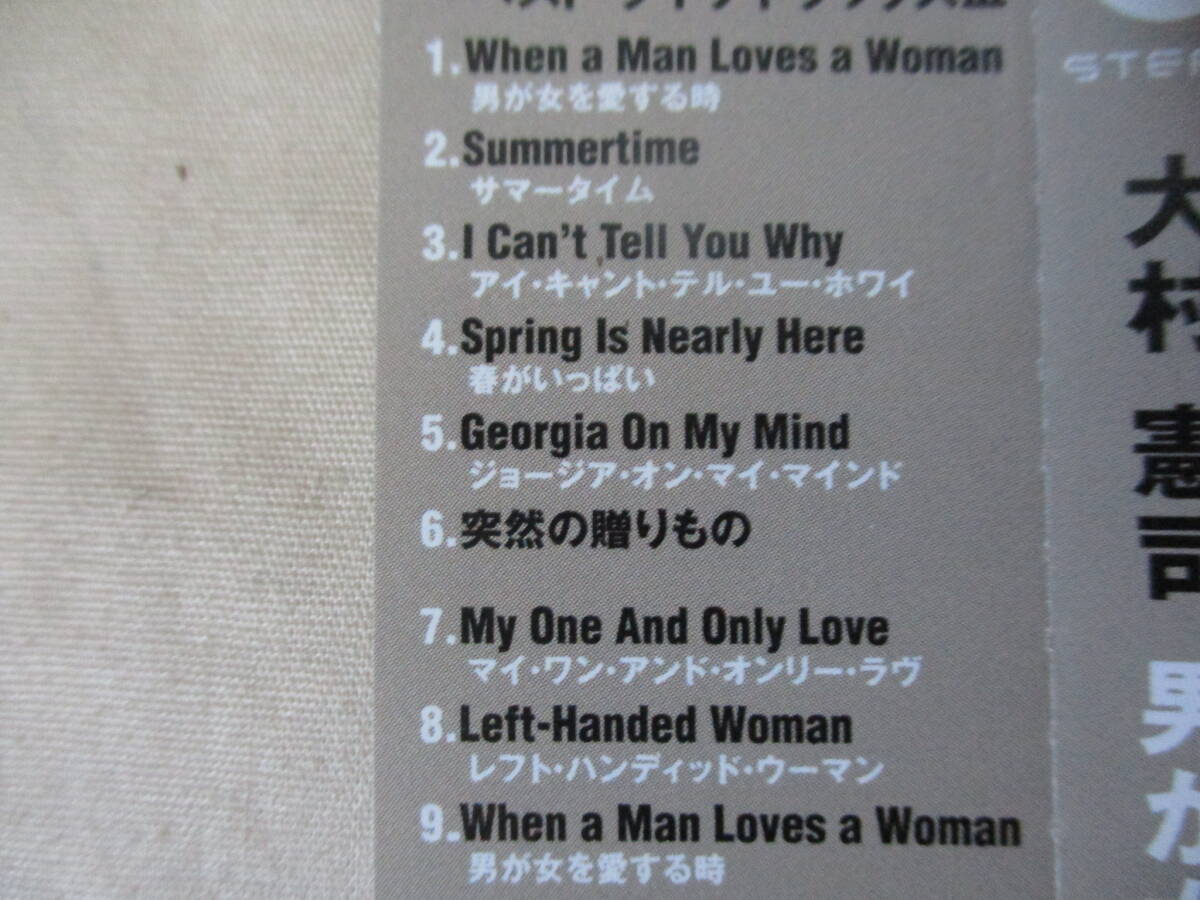 1.When a Man Loves a Woman
男が女を愛する時
2.Summertime
サマータイム
3.I Can't Tell You Why
アイ・キャント・テル・ユー・ホワイ
4.Spring Is Nearly Here
春がいっぱい
5.Georgia On My Mind
ジョージア・オン・マイ・マインド
6.突然の贈りもの
7.My One And Only Love
マイ・ワン・アンド・オンリー・ラヴ
8.Left-Handed Woman
レフト・ハンディッド・ウーマン
9.When a Man Loves a Woman
男が女を愛する時
STE
大村 憲司
男が